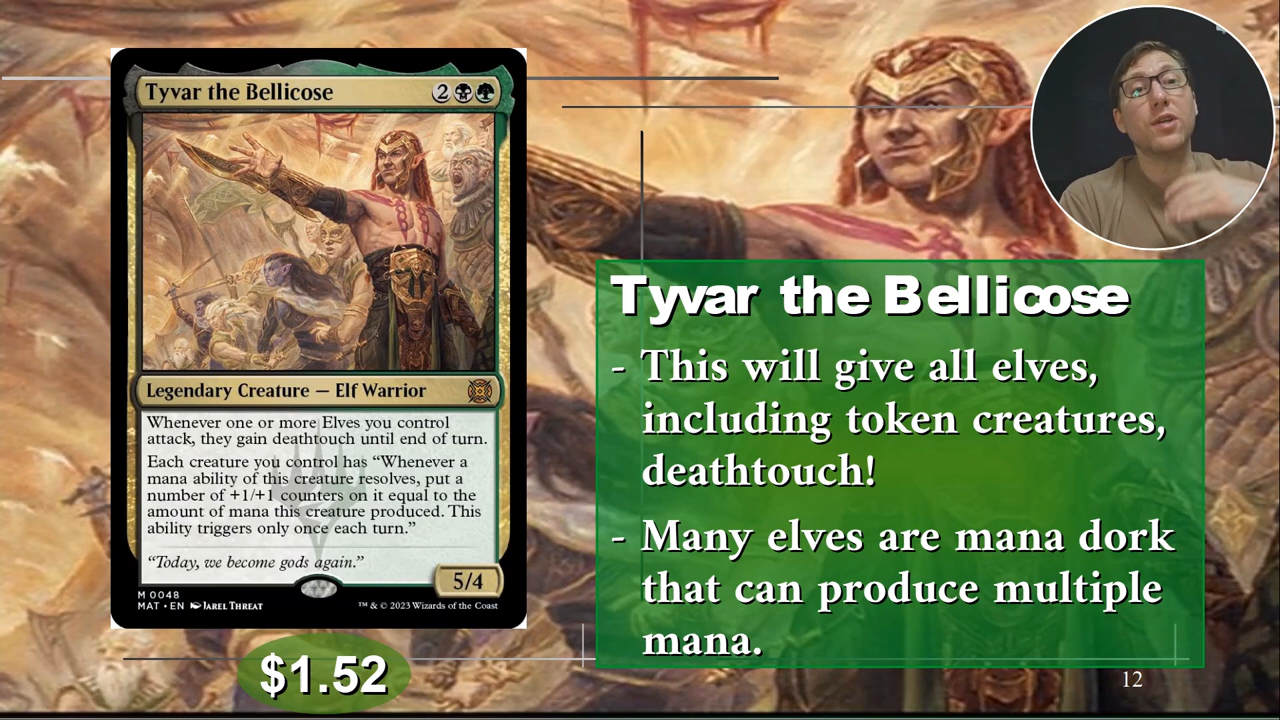 Tyvar the Bellicose 2
Legendary Creature — Elf Warrior
Whenever one or more Elves you control
attack, they gain deathtouch until end of turn.
Each creature you control has “Whenever a
mana ability of this creature resolves, put a
number of +1/+1 counters on it equal to the
amount of mana this creature produced. This
ability triggers only once each turn.”
“Today, we become gods again.”
5/4
M 0048
MAT • EN JAREL THREAT
™ & © 2023 Wizards of the Coast
$1.52
Tyvar the Bellicose
- This will give all elves,
including token creatures,
deathtouch!
- Many elves are mana dork
that can produce multiple
mana.
12